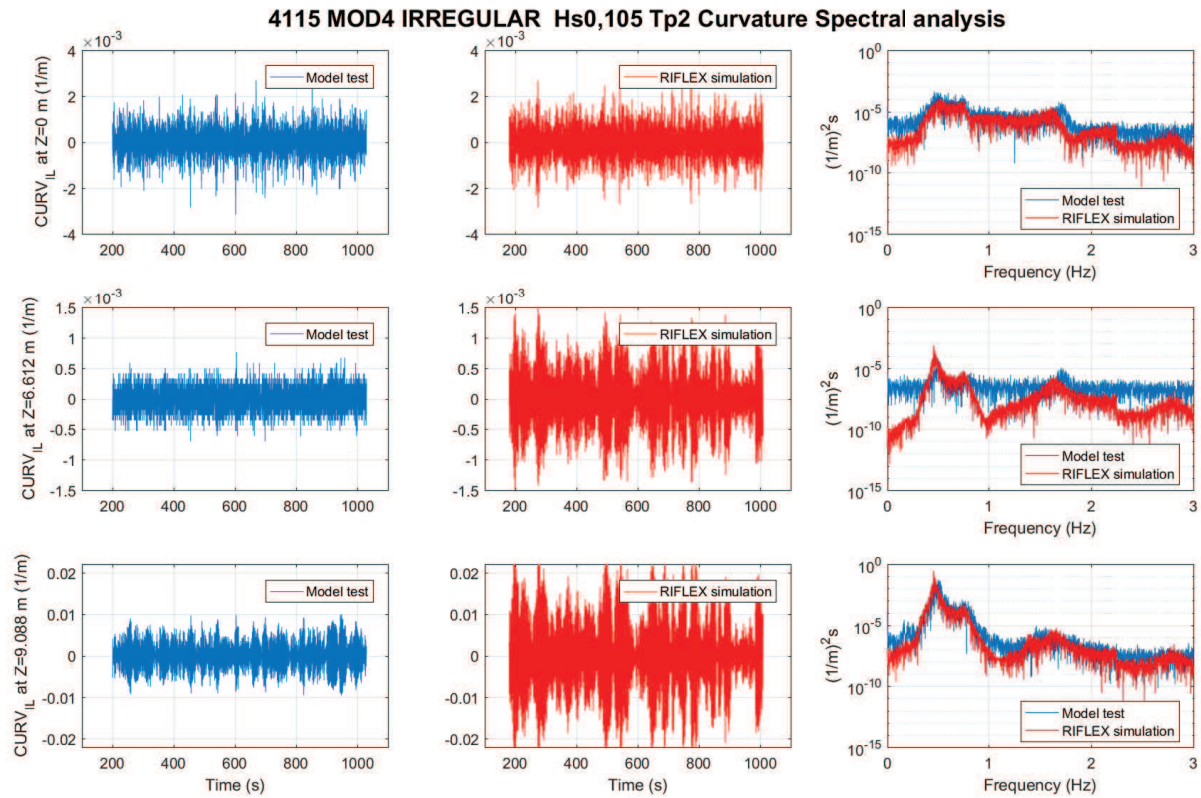 4115 MOD4 IRREGULAR Hs0,105 Tp2 Curvature Spectral analysis
×10⁻³
4
2
0
-2
-4
CURV_IL at Z=0 m (1/m)
Model test
200 400 600 800 1000
×10⁻³
4
2
0
-2
-4
RIFLEX simulation
200 400 600 800 1000
10⁰
10⁻⁵
10⁻¹⁰
10⁻¹⁵
(1/m)²s
Model test
RIFLEX simulation
0 1 2 3
Frequency (Hz)
×10⁻³
1.5
1
0.5
0
-0.5
-1
-1.5
CURV_IL at Z=6.612 m (1/m)
Model test
200 400 600 800 1000
×10⁻³
1.5
1
0.5
0
-0.5
-1
-1.5
RIFLEX simulation
200 400 600 800 1000
10⁰
10⁻⁵
10⁻¹⁰
10⁻¹⁵
(1/m)²s
Model test
RIFLEX simulation
0 1 2 3
Frequency (Hz)
0.02
0.01
0
-0.01
-0.02
CURV_IL at Z=9.088 m (1/m)
Model test
200 400 600 800 1000
Time (s)
0.02
0.01
0
-0.01
-0.02
RIFLEX simulation
200 400 600 800 1000
Time (s)
10⁰
10⁻⁵
10⁻¹⁰
10⁻¹⁵
(1/m)²s
Model test
RIFLEX simulation
0 1 2 3
Frequency (Hz)